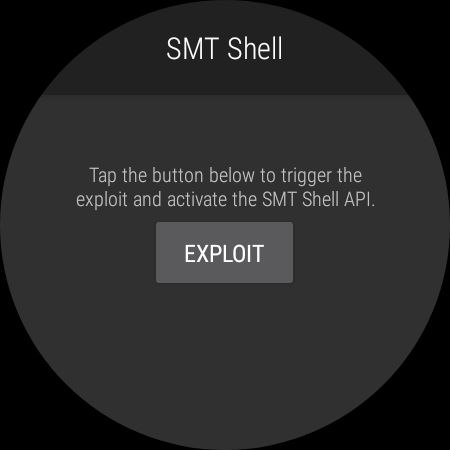 SMT Shell
Tap the button below to trigger the
exploit and activate the SMT Shell API.
EXPLOIT